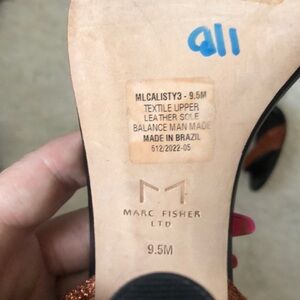 911
MLCALISTY3 - 9.5M
TEXTILE UPPER
LEATHER SOLE
BALANCE MAN MADE
MADE IN BRAZIL
612/2022-05
MARC FISHER
LTD
9.5M